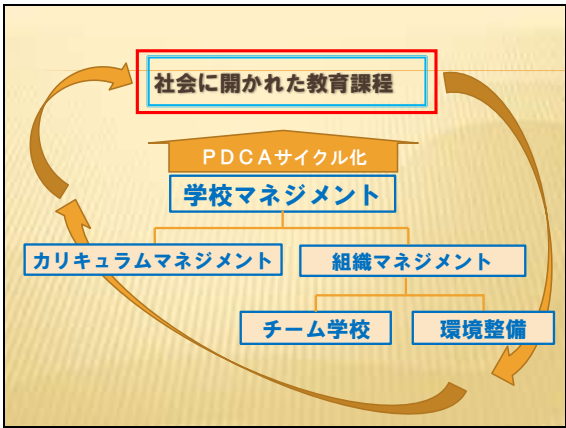 社会に開かれた教育課程
PDCAサイクル化
学校マネジメント
カリキュラムマネジメント
組織マネジメント
チーム学校
環境整備